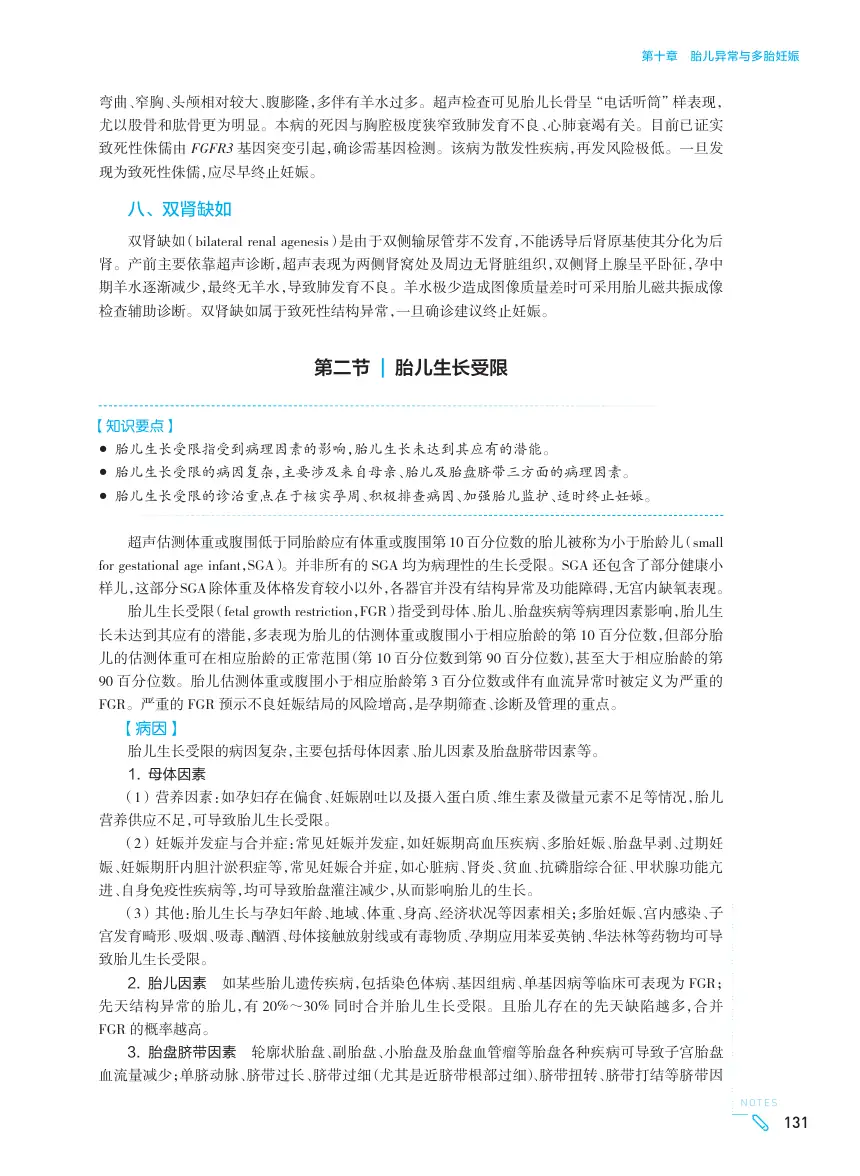 第十章　胎儿异常与多胎妊娠
弯曲、窄胸、头颅相对较大、腹膨隆,多伴有羊水过多。超声检查可见胎儿长骨呈“电话听筒”样表现,
尤以股骨和肱骨更为明显。本病的死因与胸腔极度狭窄致肺发育不良、心肺衰竭有关。目前已证实
致死性侏儒由 FGFR3 基因突变引起,确诊需基因检测。该病为散发性疾病,再发风险极低。一旦发
现为致死性侏儒,应尽早终止妊娠。
八、双肾缺如
双肾缺如(bilateral renal agenesis)是由于双侧输尿管芽不发育,不能诱导后肾原基使其分化为后
肾。产前主要依靠超声诊断,超声表现为两侧肾窝处及周边无肾脏组织,双侧肾上腺呈平卧征,孕中
期羊水逐渐减少,最终无羊水,导致肺发育不良。羊水极少造成图像质量差时可采用胎儿磁共振成像
检查辅助诊断。双肾缺如属于致死性结构异常,一旦确诊建议终止妊娠。
第二节 | 胎儿生长受限
【知识要点】
● 胎儿生长受限指受到病理因素的影响,胎儿生长未达到其应有的潜能。
● 胎儿生长受限的病因复杂,主要涉及来自母亲、胎儿及胎盘脐带三方面的病理因素。
● 胎儿生长受限的诊治重点在于核实孕周、积极排查病因、加强胎儿监护、适时终止妊娠。
超声估测体重或腹围低于同胎龄应有体重或腹围第 10 百分位数的胎儿被称为小于胎龄儿(small
for gestational age infant,SGA)。并非所有的 SGA 均为病理性的生长受限。SGA 还包含了部分健康小
样儿,这部分SGA除体重及体格发育较小以外,各器官并没有结构异常及功能障碍,无宫内缺氧表现。
胎儿生长受限(fetal growth restriction,FGR)指受到母体、胎儿、胎盘疾病等病理因素影响,胎儿生
长未达到其应有的潜能,多表现为胎儿的估测体重或腹围小于相应胎龄的第 10 百分位数,但部分胎
儿的估测体重可在相应胎龄的正常范围(第 10 百分位数到第 90 百分位数),甚至大于相应胎龄的第
90 百分位数。胎儿估测体重或腹围小于相应胎龄第 3 百分位数或伴有血流异常时被定义为严重的
FGR。严重的 FGR 预示不良妊娠结局的风险增高,是孕期筛查、诊断及管理的重点。
【病因】
胎儿生长受限的病因复杂,主要包括母体因素、胎儿因素及胎盘脐带因素等。
1. 母体因素
(1)营养因素:如孕妇存在偏食、妊娠剧吐以及摄入蛋白质、维生素及微量元素不足等情况,胎儿
营养供应不足,可导致胎儿生长受限。
(2)妊娠并发症与合并症:常见妊娠并发症,如妊娠期高血压疾病、多胎妊娠、胎盘早剥、过期妊
娠、妊娠期肝内胆汁淤积症等,常见妊娠合并症,如心脏病、肾炎、贫血、抗磷脂综合征、甲状腺功能亢
进、自身免疫性疾病等,均可导致胎盘灌注减少,从而影响胎儿的生长。
(3)其他:胎儿生长与孕妇年龄、地域、体重、身高、经济状况等因素相关;多胎妊娠、宫内感染、子
宫发育畸形、吸烟、吸毒、酗酒、母体接触放射线或有毒物质、孕期应用苯妥英钠、华法林等药物均可导
致胎儿生长受限。
2. 胎儿因素　如某些胎儿遗传疾病,包括染色体病、基因组病、单基因病等临床可表现为 FGR;
先天结构异常的胎儿,有 20%～30% 同时合并胎儿生长受限。且胎儿存在的先天缺陷越多,合并
FGR 的概率越高。
3. 胎盘脐带因素　轮廓状胎盘、副胎盘、小胎盘及胎盘血管瘤等胎盘各种疾病可导致子宫胎盘
血流量减少;单脐动脉、脐带过长、脐带过细(尤其是近脐带根部过细)、脐带扭转、脐带打结等脐带因
NOTES
131